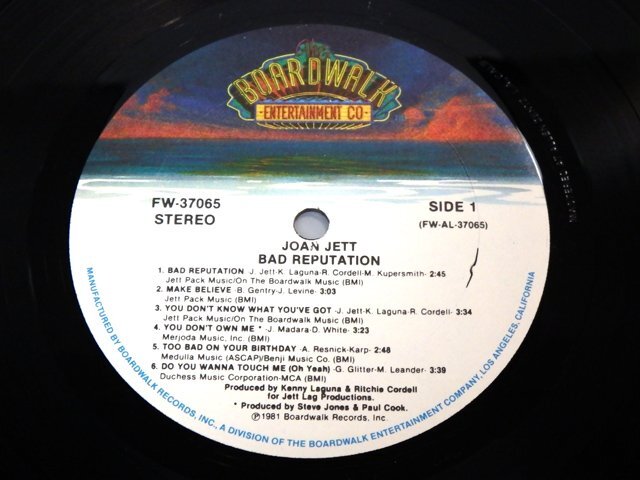 The
BOARDWALK
ENTERTAINMENT CO
FW-37065
STEREO
SIDE 1
(FW-AL-37065)
JOAN JETT
BAD REPUTATION
1. BAD REPUTATION -J. Jett-K. Laguna-R. Cordell-M. Kupersmith- 2:45
Jett Pack Music/On The Boardwalk Music (BMI)
2. MAKE BELIEVE -B. Gentry-J. Levine- 3:03
Jett Pack Music (BMI)
3. YOU DON'T KNOW WHAT YOU'VE GOT -J. Jett-K. Laguna-R. Cordell- 3:34
Jett Pack Music/On The Boardwalk Music (BMI)
4. YOU DON'T OWN ME * -J. Madara-D. White- 3:23
Merjoda Music, Inc. (BMI)
5. TOO BAD ON YOUR BIRTHDAY -A. Resnick-Karp- 2:48
Medulla Music (ASCAP)/Benji Music Co. (BMI)
6. DO YOU WANNA TOUCH ME (Oh Yeah) -G. Glitter-M. Leander- 3:39
Duchess Music Corporation-MCA (BMI)
Produced by Kenny Laguna & Ritchie Cordell
for Jett Lag Productions.
* Produced by Steve Jones & Paul Cook.
℗1981 Boardwalk Records, Inc.
MANUFACTURED BY BOARDWALK RECORDS, INC., A DIVISION OF THE BOARDWALK ENTERTAINMENT COMPANY, LOS ANGELES, CALIFORNIA